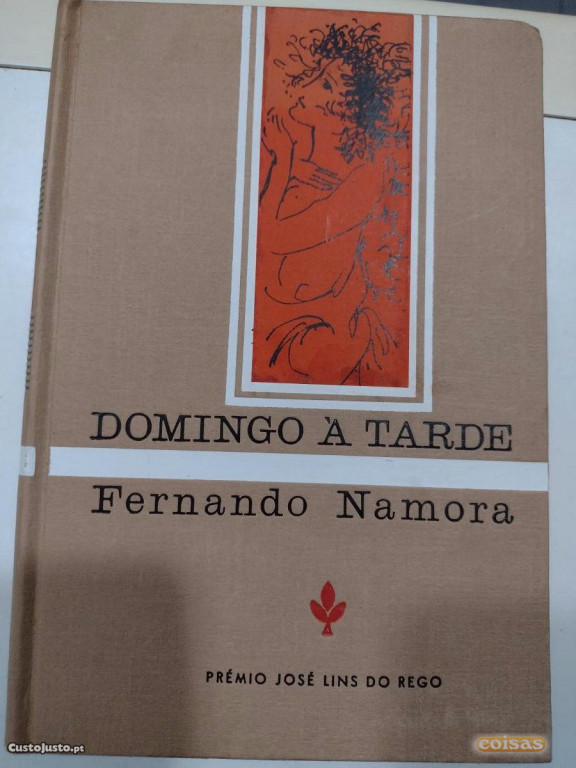 DOMINGO À TARDE
Fernando Namora
PRÉMIO JOSÉ LINS DO REGO
CustoJusto.pt
coisas